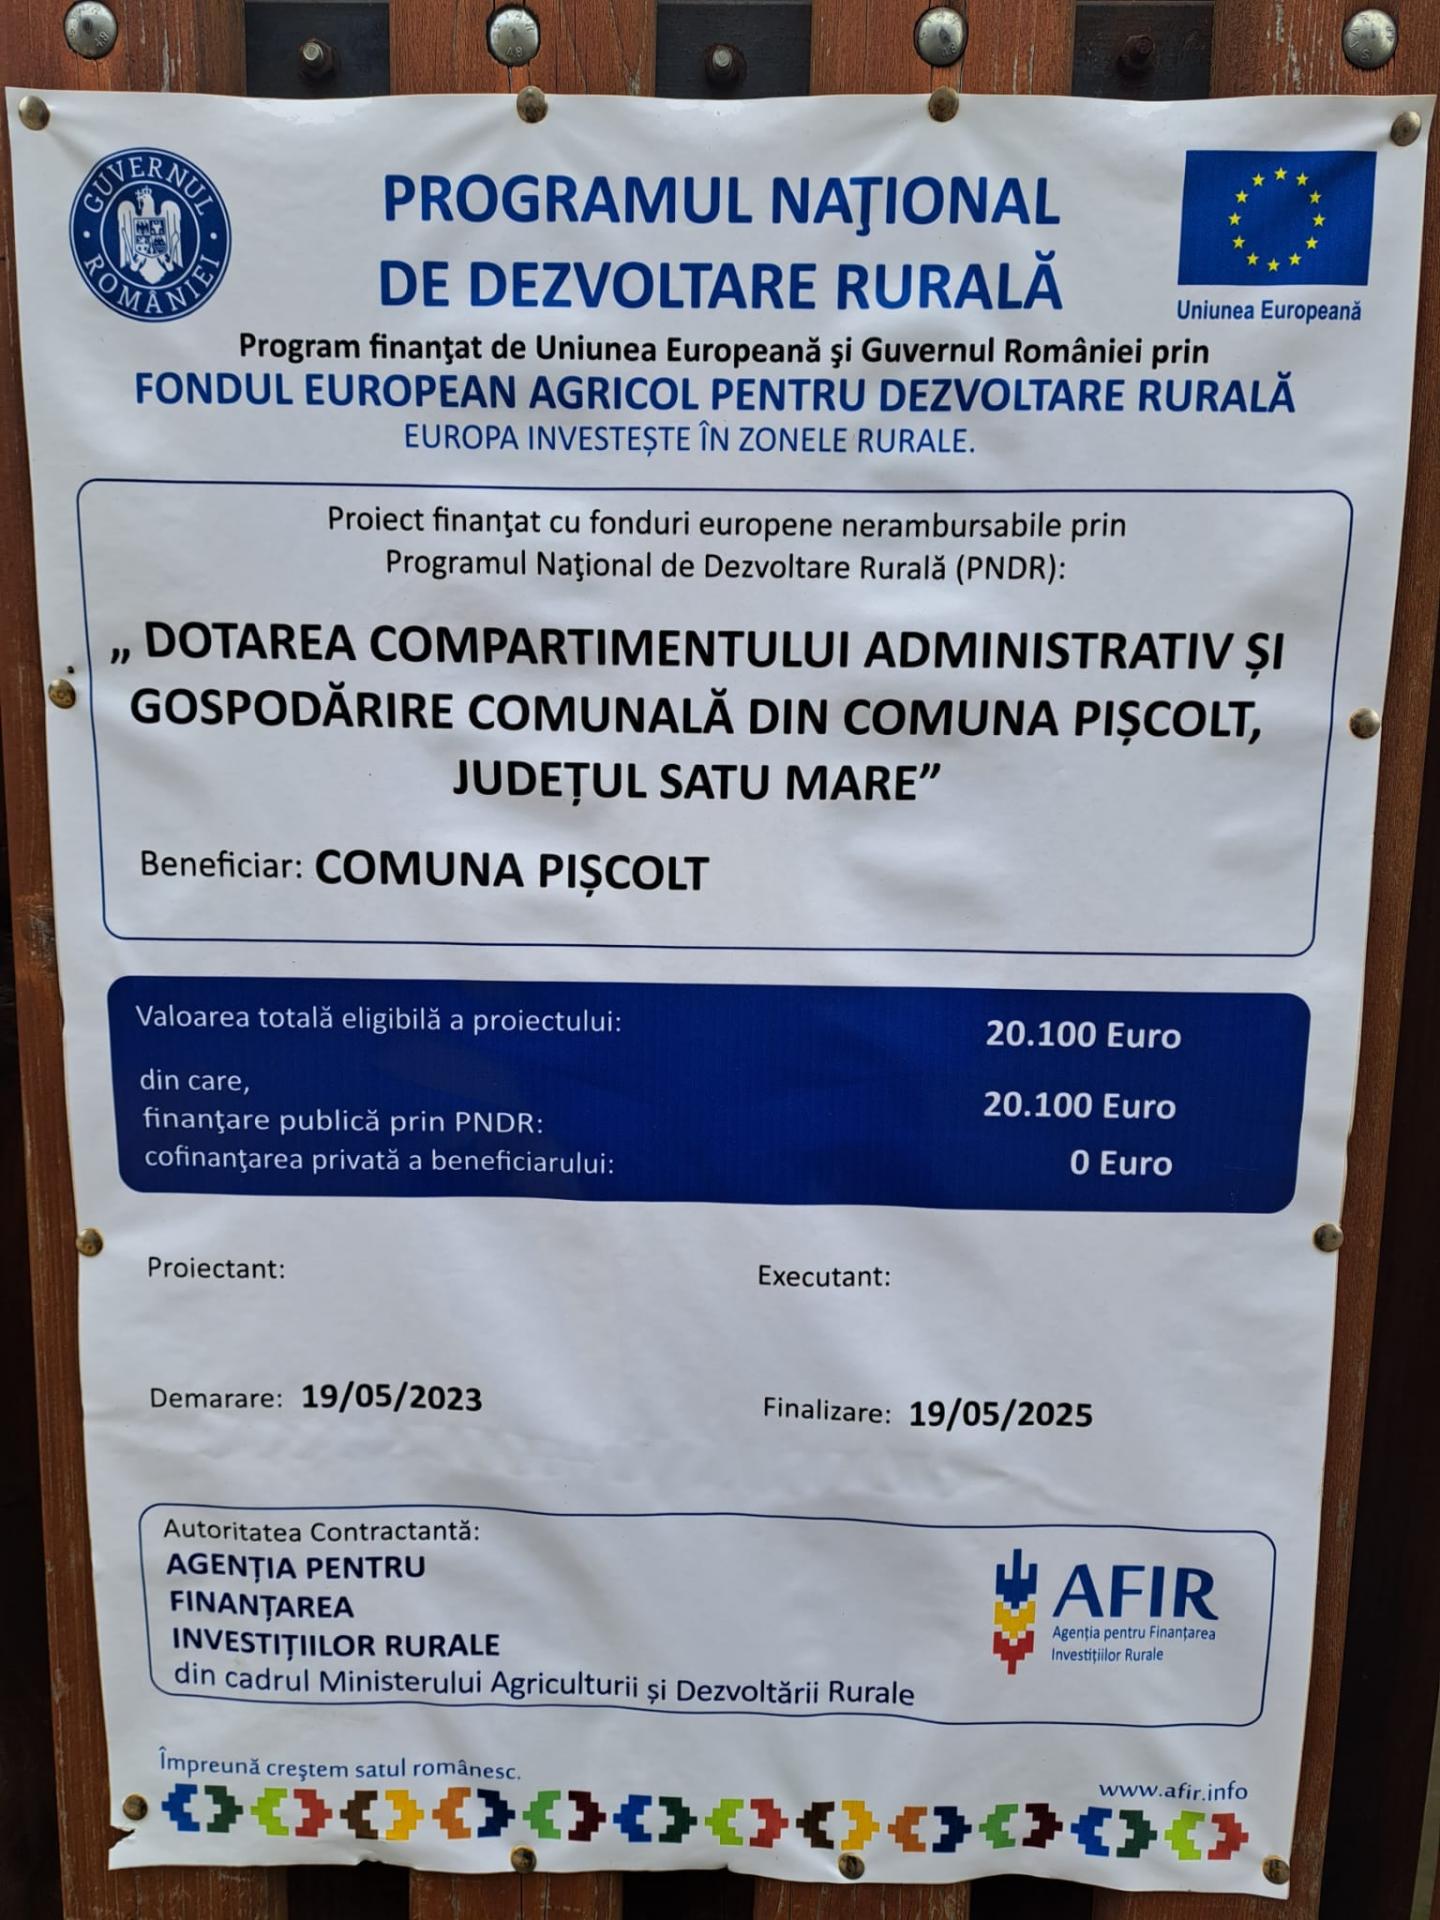 GUVERNUL ROMÂNIEI
PROGRAMUL NAŢIONAL
DE DEZVOLTARE RURALĂ
Uniunea Europeană
Program finanţat de Uniunea Europeană şi Guvernul României prin
FONDUL EUROPEAN AGRICOL PENTRU DEZVOLTARE RURALĂ
EUROPA INVESTEȘTE ÎN ZONELE RURALE.
Proiect finanţat cu fonduri europene nerambursabile prin
Programul Naţional de Dezvoltare Rurală (PNDR):
„ DOTAREA COMPARTIMENTULUI ADMINISTRATIV ȘI
GOSPODĂRIRE COMUNALĂ DIN COMUNA PIȘCOLT,
JUDEȚUL SATU MARE”
Beneficiar: COMUNA PIȘCOLT
Valoarea totală eligibilă a proiectului: 20.100 Euro
din care,
finanţare publică prin PNDR: 20.100 Euro
cofinanţarea privată a beneficiarului: 0 Euro
Proiectant: Executant:
Demarare: 19/05/2023 Finalizare: 19/05/2025
Autoritatea Contractantă:
AGENȚIA PENTRU
FINANȚAREA
INVESTIȚIILOR RURALE
din cadrul Ministerului Agriculturii și Dezvoltării Rurale
AFIR
Agenția pentru Finanțarea
Investițiilor Rurale
Împreună creştem satul românesc.
www.afir.info